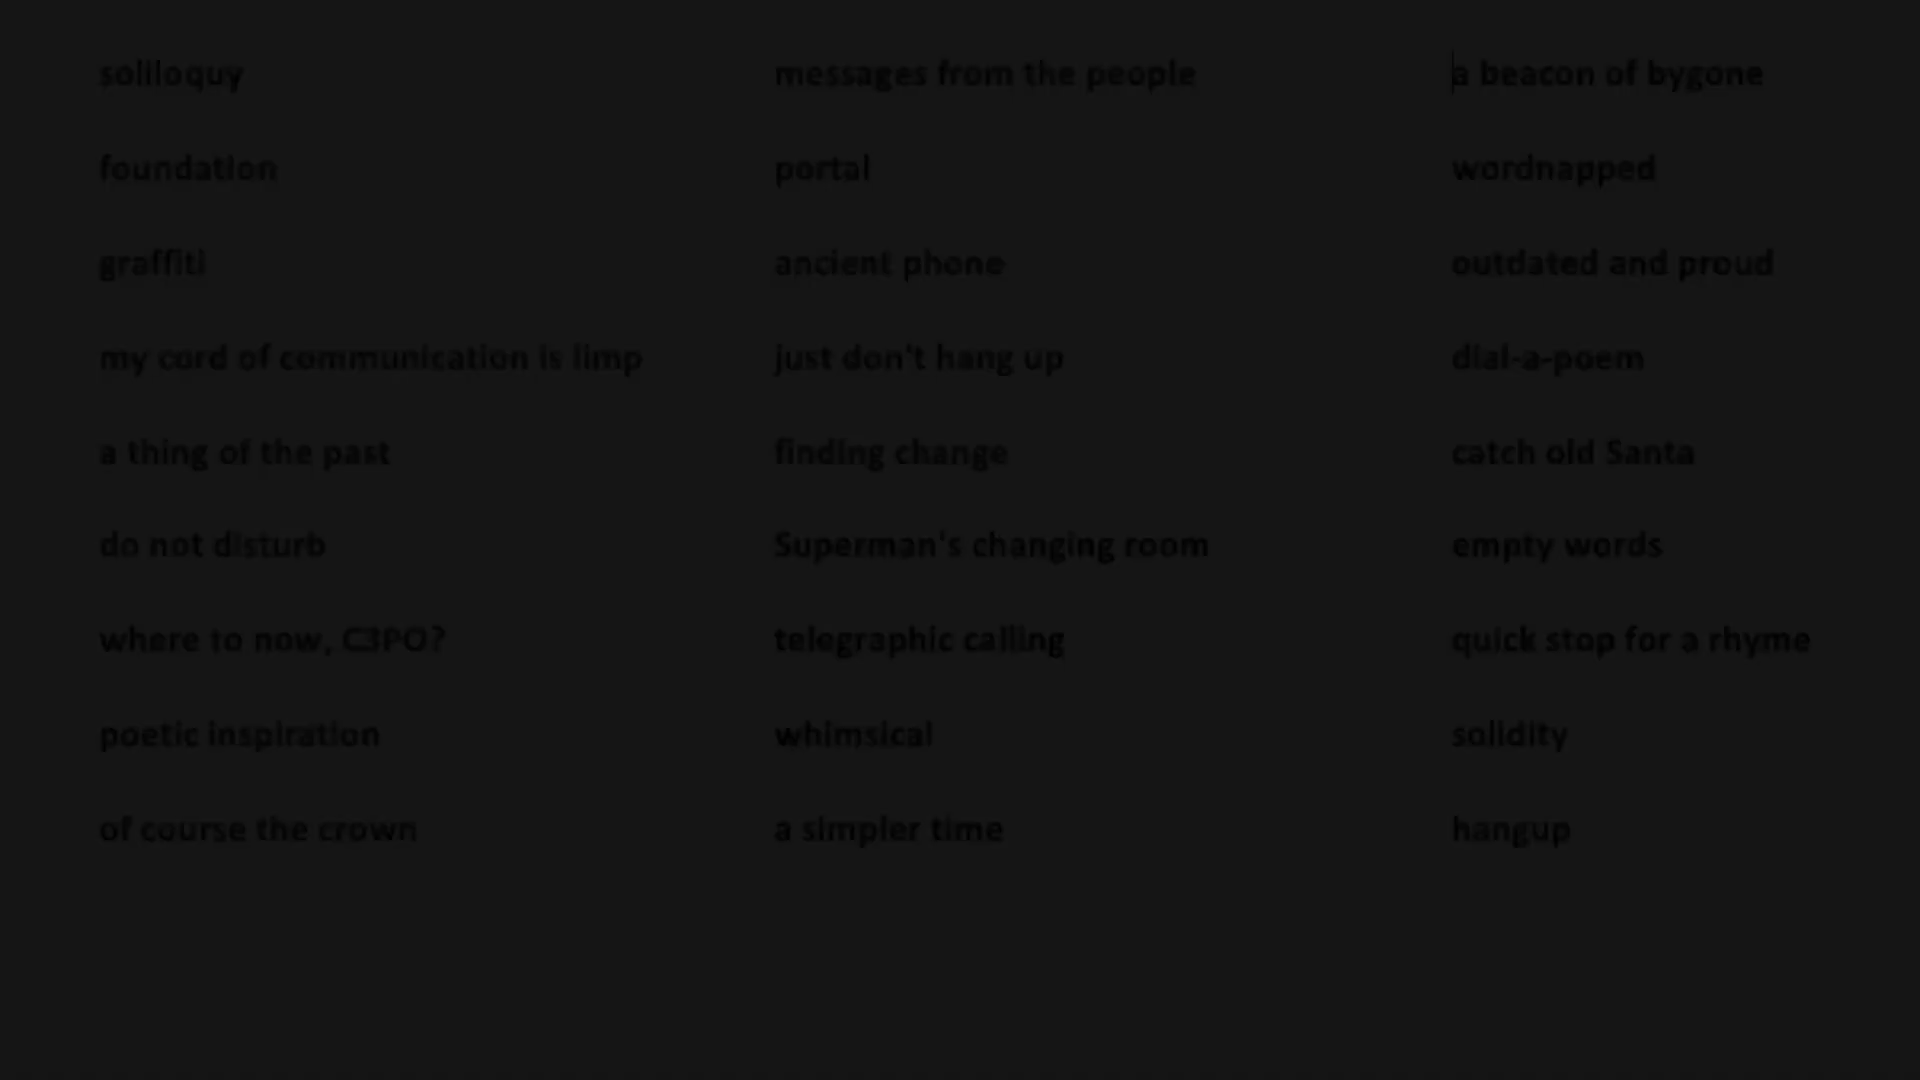 soliloquy
foundation
graffiti
my cord of communication is limp
a thing of the past
do not disturb
where to now, C3PO?
poetic inspiration
of course the crown
messages from the people
portal
ancient phone
just don't hang up
finding change
Superman's changing room
telegraphic calling
whimsical
a simpler time
a beacon of bygone
wordnapped
outdated and proud
dial-a-poem
catch old Santa
empty words
quick stop for a rhyme
solidity
hangup